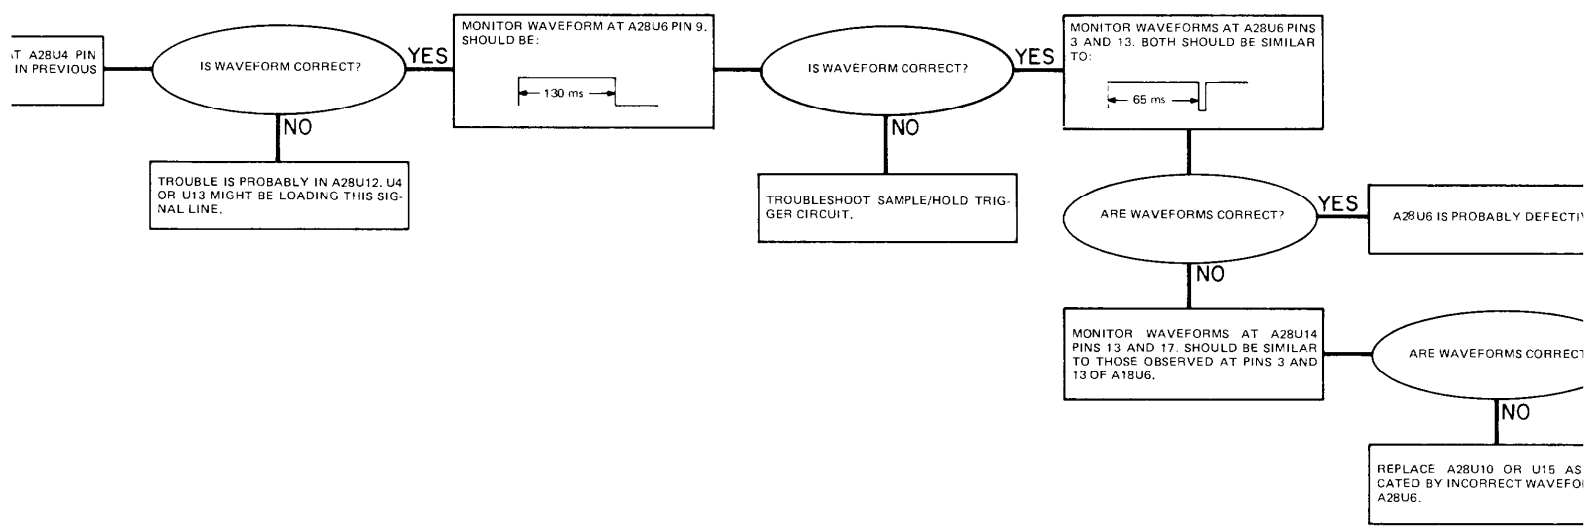 AT A28U4 PIN
IN PREVIOUS
IS WAVEFORM CORRECT?
YES
NO
TROUBLE IS PROBABLY IN A28U12. U4
OR U13 MIGHT BE LOADING THIS SIG-
NAL LINE.
MONITOR WAVEFORM AT A28U6 PIN 9.
SHOULD BE:
130 ms
IS WAVEFORM CORRECT?
YES
NO
TROUBLESHOOT SAMPLE/HOLD TRIG-
GER CIRCUIT.
MONITOR WAVEFORMS AT A28U6 PINS
3 AND 13. BOTH SHOULD BE SIMILAR
TO:
65 ms
ARE WAVEFORMS CORRECT?
YES
A28U6 IS PROBABLY DEFECTIV
NO
MONITOR WAVEFORMS AT A28U14
PINS 13 AND 17. SHOULD BE SIMILAR
TO THOSE OBSERVED AT PINS 3 AND
13 OF A18U6.
ARE WAVEFORMS CORRECT
NO
REPLACE A28U10 OR U15 AS
CATED BY INCORRECT WAVEFO
A28U6.